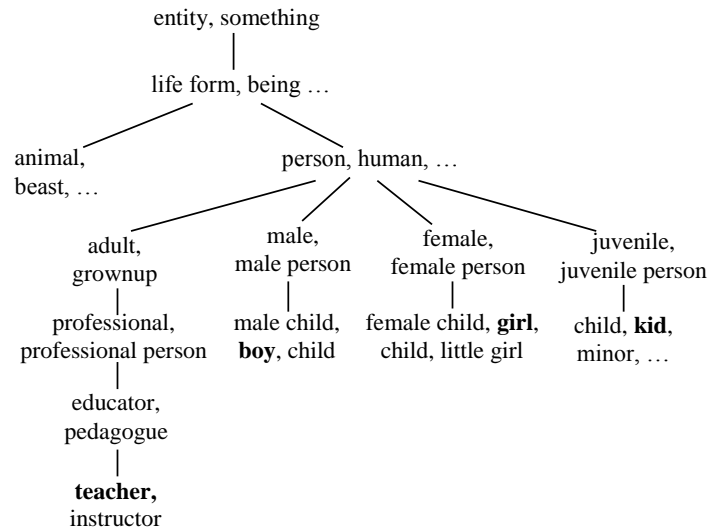 entity, something
life form, being …
animal,
beast, …
person, human, …
adult,
grownup
male,
male person
female,
female person
juvenile,
juvenile person
professional,
professional person
male child,
boy, child
female child, girl,
child, little girl
child, kid,
minor, …
educator,
pedagogue
teacher,
instructor